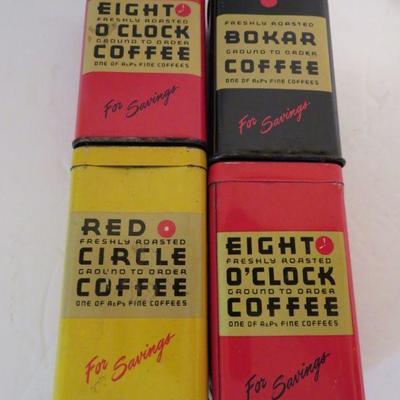 EIGHT
FRESHLY ROASTED
O'CLOCK
GROUND TO ORDER
COFFEE
ONE OF A&P's FINE COFFEES
For Savings
FRESHLY ROASTED
BOKAR
GROUND TO ORDER
COFFEE
ONE OF A&P's FINE COFFEES
For Savings
RED
FRESHLY ROASTED
CIRCLE
GROUND TO ORDER
COFFEE
ONE OF A&P's FINE COFFEES
For Savings
EIGHT
FRESHLY ROASTED
O'CLOCK
GROUND TO ORDER
COFFEE
ONE OF A&P's FINE COFFEES
For Savings